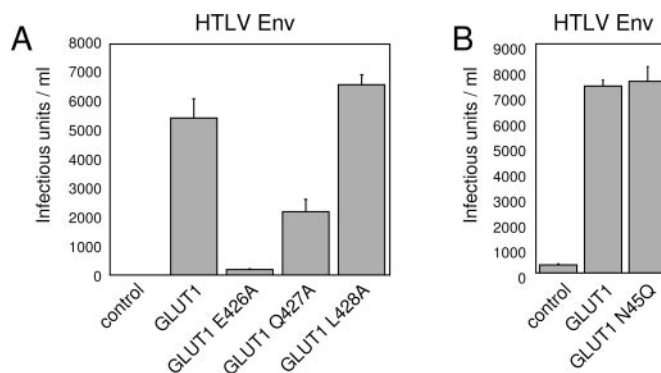 A
HTLV Env
Infectious units / ml
8000
7000
6000
5000
4000
3000
2000
1000
0
control
GLUT1
GLUT1 E426A
GLUT1 Q427A
GLUT1 L428A
B
HTLV Env
Infectious units / ml
9000
8000
7000
6000
5000
4000
3000
2000
1000
0
control
GLUT1
GLUT1 N45Q